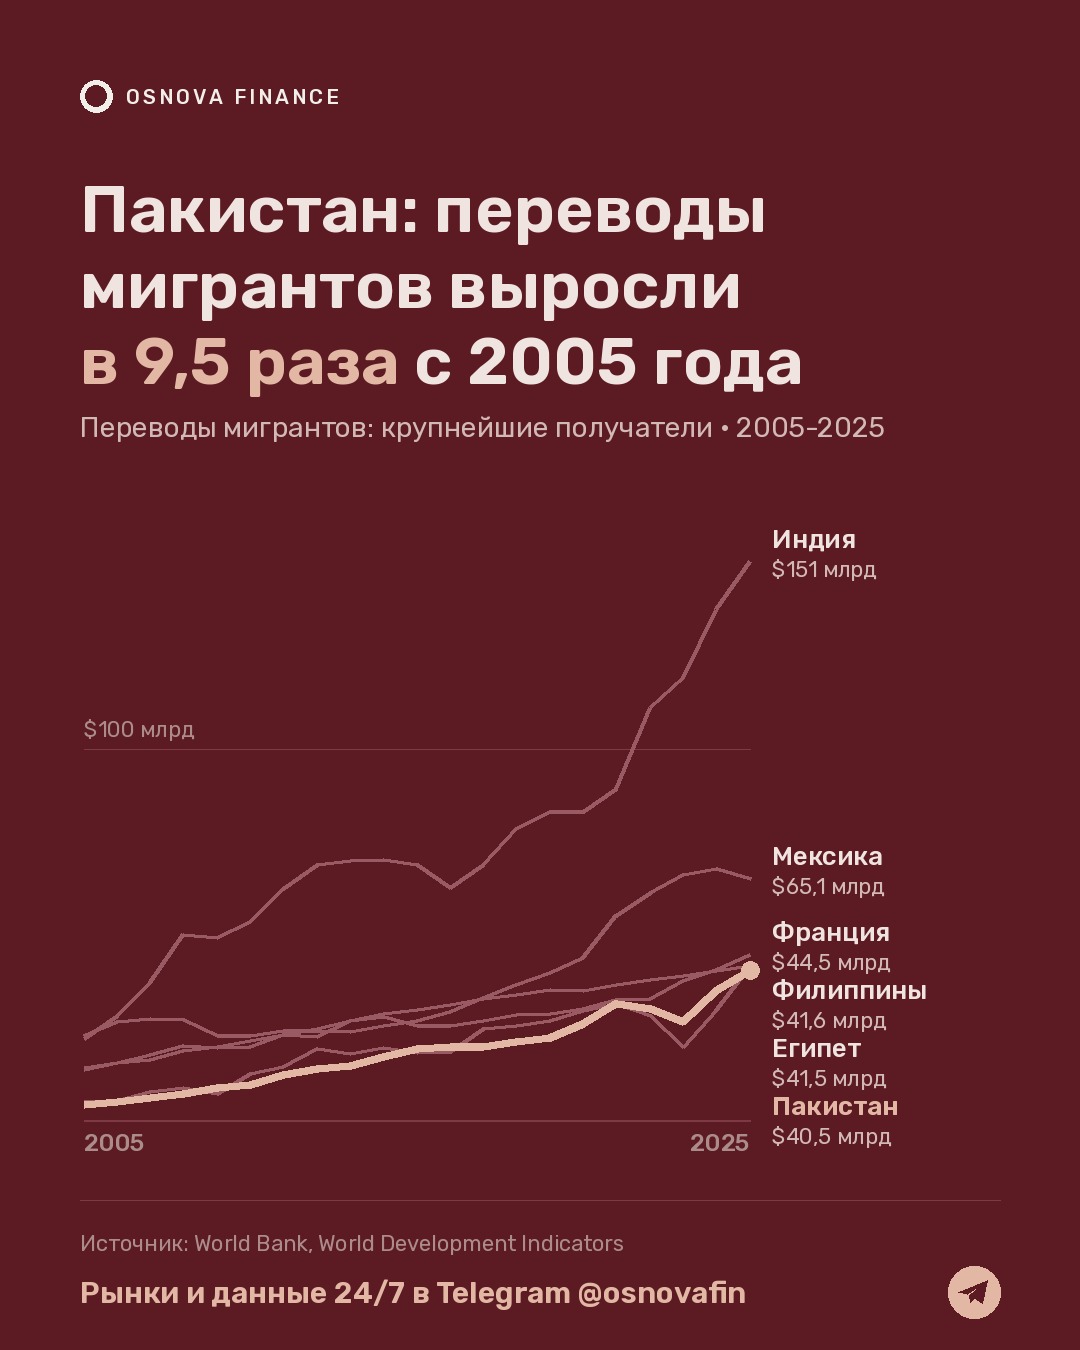 OSNOVA FINANCE
Пакистан: переводы
мигрантов выросли
в 9,5 раза с 2005 года
Переводы мигрантов: крупнейшие получатели • 2005-2025
Индия
$151 млрд
$100 млрд
Мексика
$65,1 млрд
Франция
$44,5 млрд
Филиппины
$41,6 млрд
Египет
$41,5 млрд
Пакистан
$40,5 млрд
2005
2025
Источник: World Bank, World Development Indicators
Рынки и данные 24/7 в Telegram @osnovafin